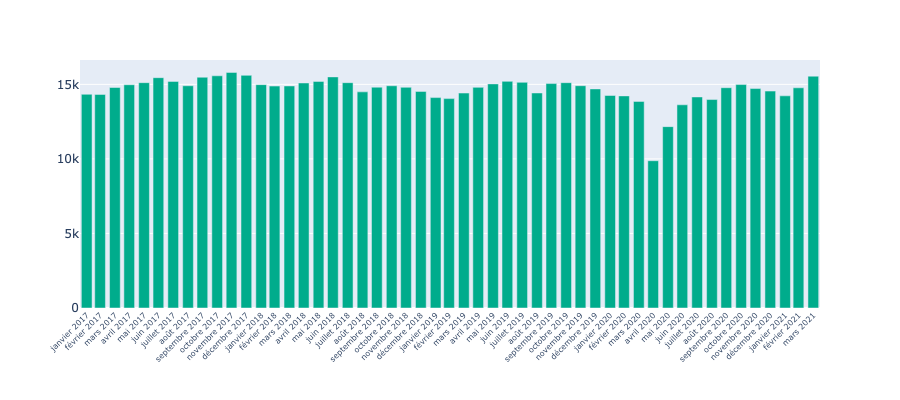 15k
10k
5k
0
janvier 2017
février 2017
mars 2017
avril 2017
mai 2017
juin 2017
juillet 2017
août 2017
septembre 2017
octobre 2017
novembre 2017
décembre 2017
janvier 2018
février 2018
mars 2018
avril 2018
mai 2018
juin 2018
juillet 2018
août 2018
septembre 2018
octobre 2018
novembre 2018
décembre 2018
janvier 2019
février 2019
mars 2019
avril 2019
mai 2019
juin 2019
juillet 2019
août 2019
septembre 2019
octobre 2019
novembre 2019
décembre 2019
janvier 2020
février 2020
mars 2020
avril 2020
mai 2020
juin 2020
juillet 2020
août 2020
septembre 2020
octobre 2020
novembre 2020
décembre 2020
janvier 2021
février 2021
mars 2021